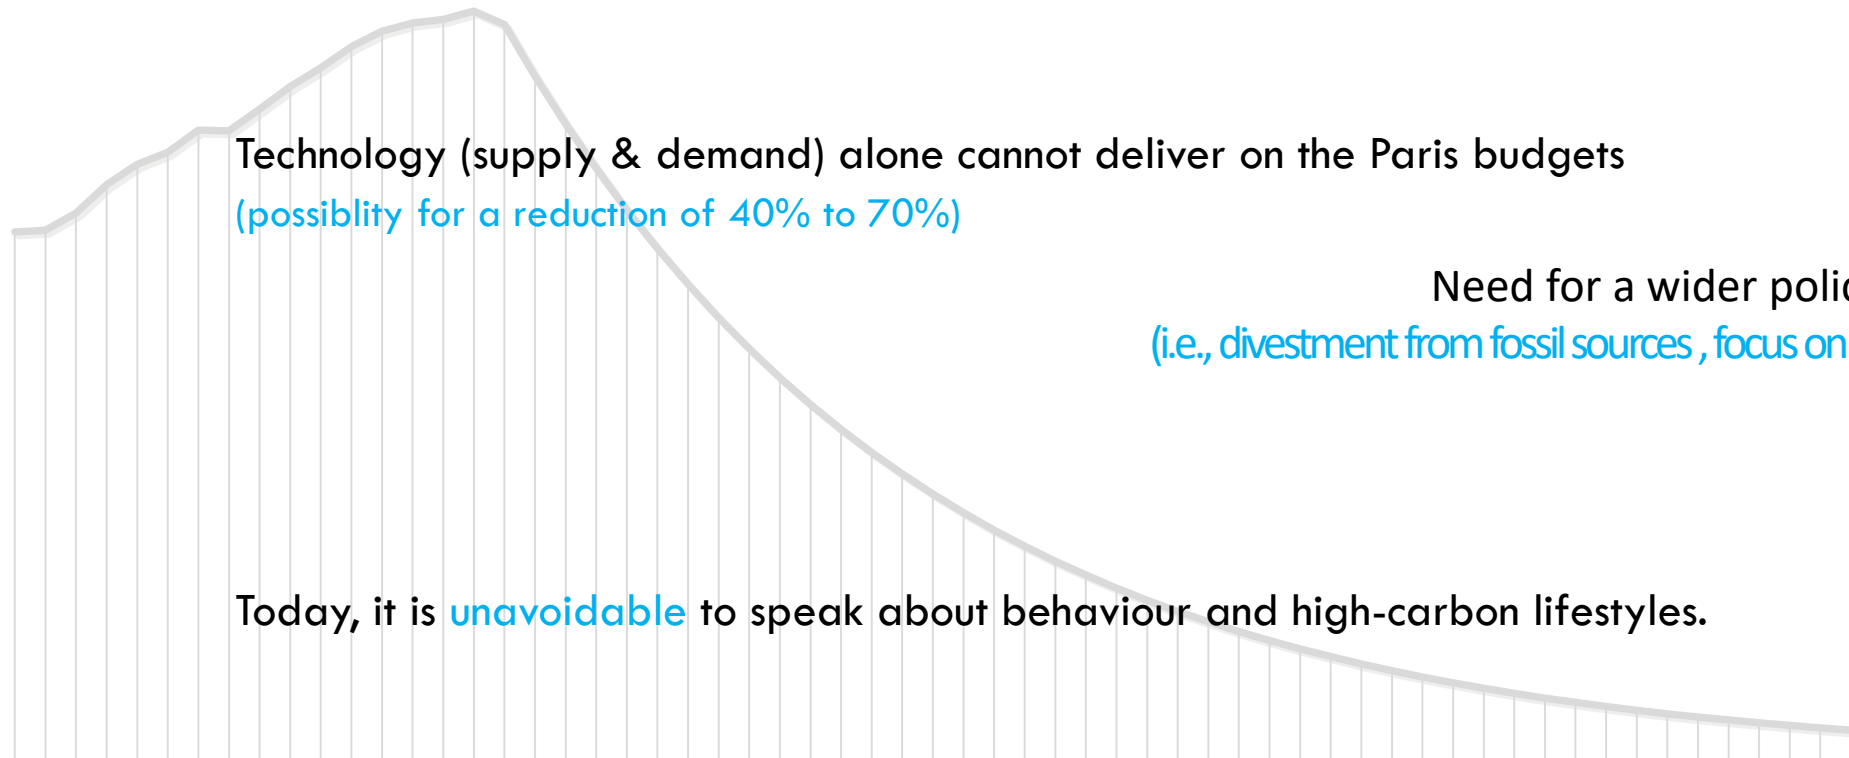 Technology (supply & demand) alone cannot deliver on the Paris budgets
(possiblity for a reduction of 40% to 70%)
Need for a wider
(i.e., divestment from fossil sources , focus on
Today, it is unavoidable to speak about behaviour and high-carbon lifestyles.